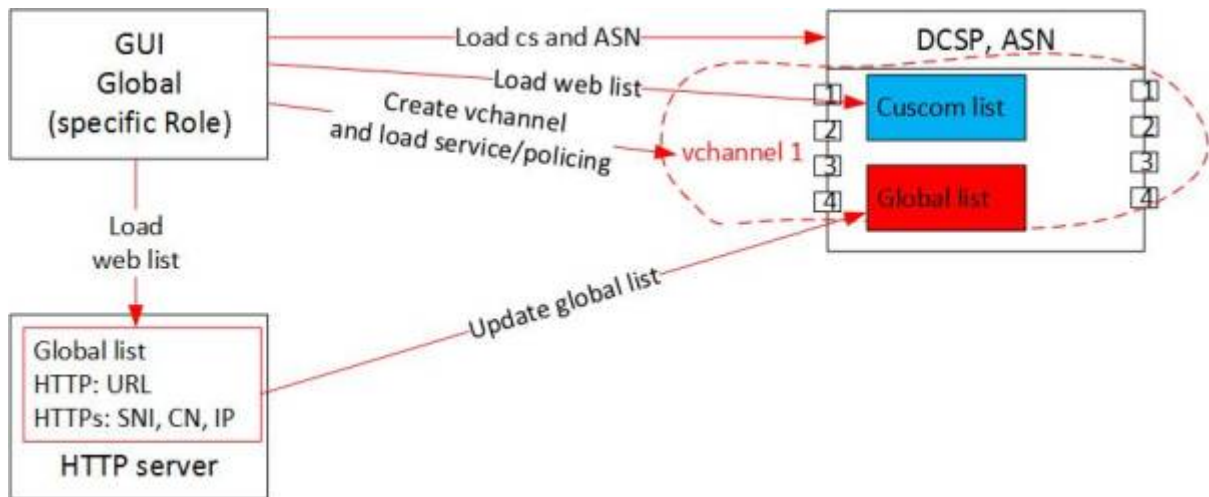 GUI
Global
(specific Role)
Load cs and ASN
Load web list
Create vchannel
and load service/policing
DCSP, ASN
1
2
3
4
Cuscom list
vchannel 1
Global list
1
2
3
4
Load
web list
Update global list
Global list
HTTP: URL
HTTPs: SNI, CN, IP
HTTP server